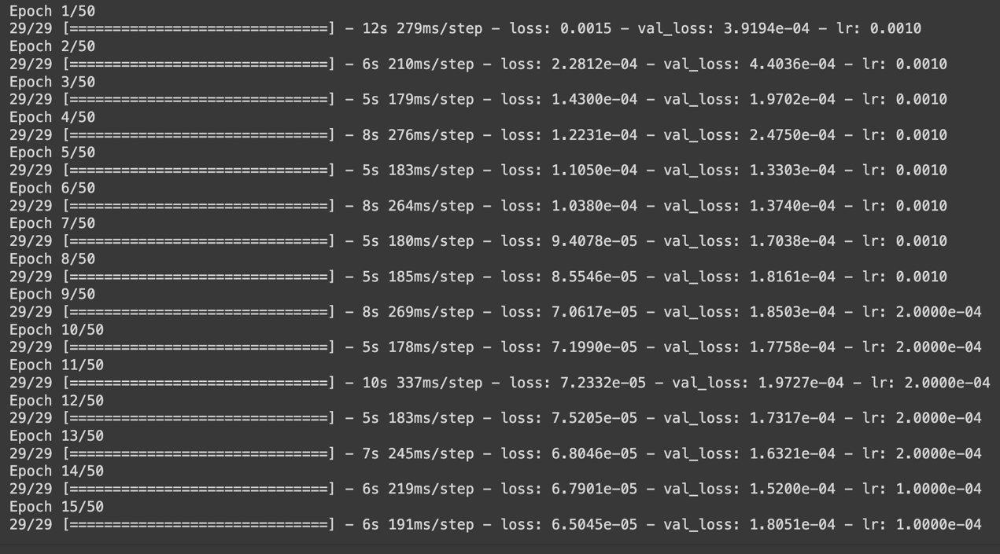 Epoch 1/50
29/29 [==============================] - 12s 279ms/step - loss: 0.0015 - val_loss: 3.9194e-04 - lr: 0.0010
Epoch 2/50
29/29 [==============================] - 6s 210ms/step - loss: 2.2812e-04 - val_loss: 4.4036e-04 - lr: 0.0010
Epoch 3/50
29/29 [==============================] - 5s 179ms/step - loss: 1.4300e-04 - val_loss: 1.9702e-04 - lr: 0.0010
Epoch 4/50
29/29 [==============================] - 8s 276ms/step - loss: 1.2231e-04 - val_loss: 2.4750e-04 - lr: 0.0010
Epoch 5/50
29/29 [==============================] - 5s 183ms/step - loss: 1.1050e-04 - val_loss: 1.3303e-04 - lr: 0.0010
Epoch 6/50
29/29 [==============================] - 8s 264ms/step - loss: 1.0380e-04 - val_loss: 1.3740e-04 - lr: 0.0010
Epoch 7/50
29/29 [==============================] - 5s 180ms/step - loss: 9.4078e-05 - val_loss: 1.7038e-04 - lr: 0.0010
Epoch 8/50
29/29 [==============================] - 5s 185ms/step - loss: 8.5546e-05 - val_loss: 1.8161e-04 - lr: 0.0010
Epoch 9/50
29/29 [==============================] - 8s 269ms/step - loss: 7.0617e-05 - val_loss: 1.8503e-04 - lr: 2.0000e-04
Epoch 10/50
29/29 [==============================] - 5s 178ms/step - loss: 7.1990e-05 - val_loss: 1.7758e-04 - lr: 2.0000e-04
Epoch 11/50
29/29 [==============================] - 10s 337ms/step - loss: 7.2332e-05 - val_loss: 1.9727e-04 - lr: 2.0000e-04
Epoch 12/50
29/29 [==============================] - 5s 183ms/step - loss: 7.5205e-05 - val_loss: 1.7317e-04 - lr: 2.0000e-04
Epoch 13/50
29/29 [==============================] - 7s 245ms/step - loss: 6.8046e-05 - val_loss: 1.6321e-04 - lr: 2.0000e-04
Epoch 14/50
29/29 [==============================] - 6s 219ms/step - loss: 6.7901e-05 - val_loss: 1.5200e-04 - lr: 1.0000e-04
Epoch 15/50
29/29 [==============================] - 6s 191ms/step - loss: 6.5045e-05 - val_loss: 1.8051e-04 - lr: 1.0000e-04